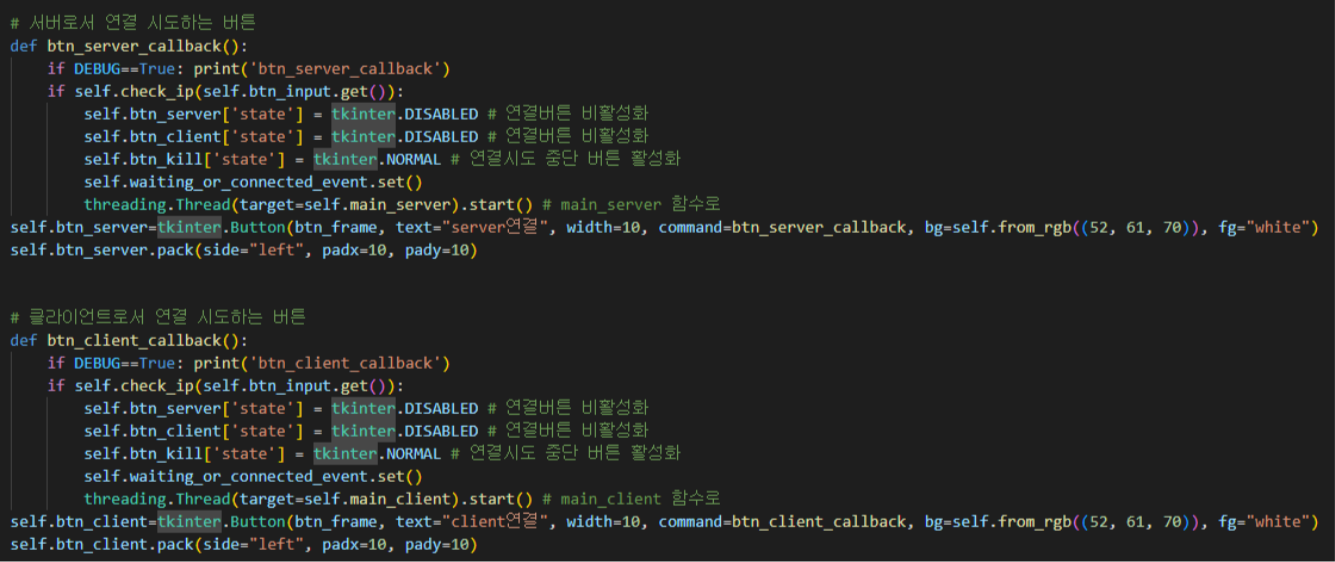 # 서버로서 연결 시도하는 버튼
def btn_server_callback():
    if DEBUG==True: print('btn_server_callback')
    if self.check_ip(self.btn_input.get()):
        self.btn_server['state'] = tkinter.DISABLED # 연결버튼 비활성화
        self.btn_client['state'] = tkinter.DISABLED # 연결버튼 비활성화
        self.btn_kill['state'] = tkinter.NORMAL # 연결시도 중단 버튼 활성화
        self.waiting_or_connected_event.set()
        threading.Thread(target=self.main_server).start() # main_server 함수로
self.btn_server=tkinter.Button(btn_frame, text="server연결", width=10, command=btn_server_callback, bg=self.from_rgb((52, 61, 70)), fg="white")
self.btn_server.pack(side="left", padx=10, pady=10)
# 클라이언트로서 연결 시도하는 버튼
def btn_client_callback():
    if DEBUG==True: print('btn_client_callback')
    if self.check_ip(self.btn_input.get()):
        self.btn_server['state'] = tkinter.DISABLED # 연결버튼 비활성화
        self.btn_client['state'] = tkinter.DISABLED # 연결버튼 비활성화
        self.btn_kill['state'] = tkinter.NORMAL # 연결시도 중단 버튼 활성화
        self.waiting_or_connected_event.set()
        threading.Thread(target=self.main_client).start() # main_client 함수로
self.btn_client=tkinter.Button(btn_frame, text="client연결", width=10, command=btn_client_callback, bg=self.from_rgb((52, 61, 70)), fg="white")
self.btn_client.pack(side="left", padx=10, pady=10)